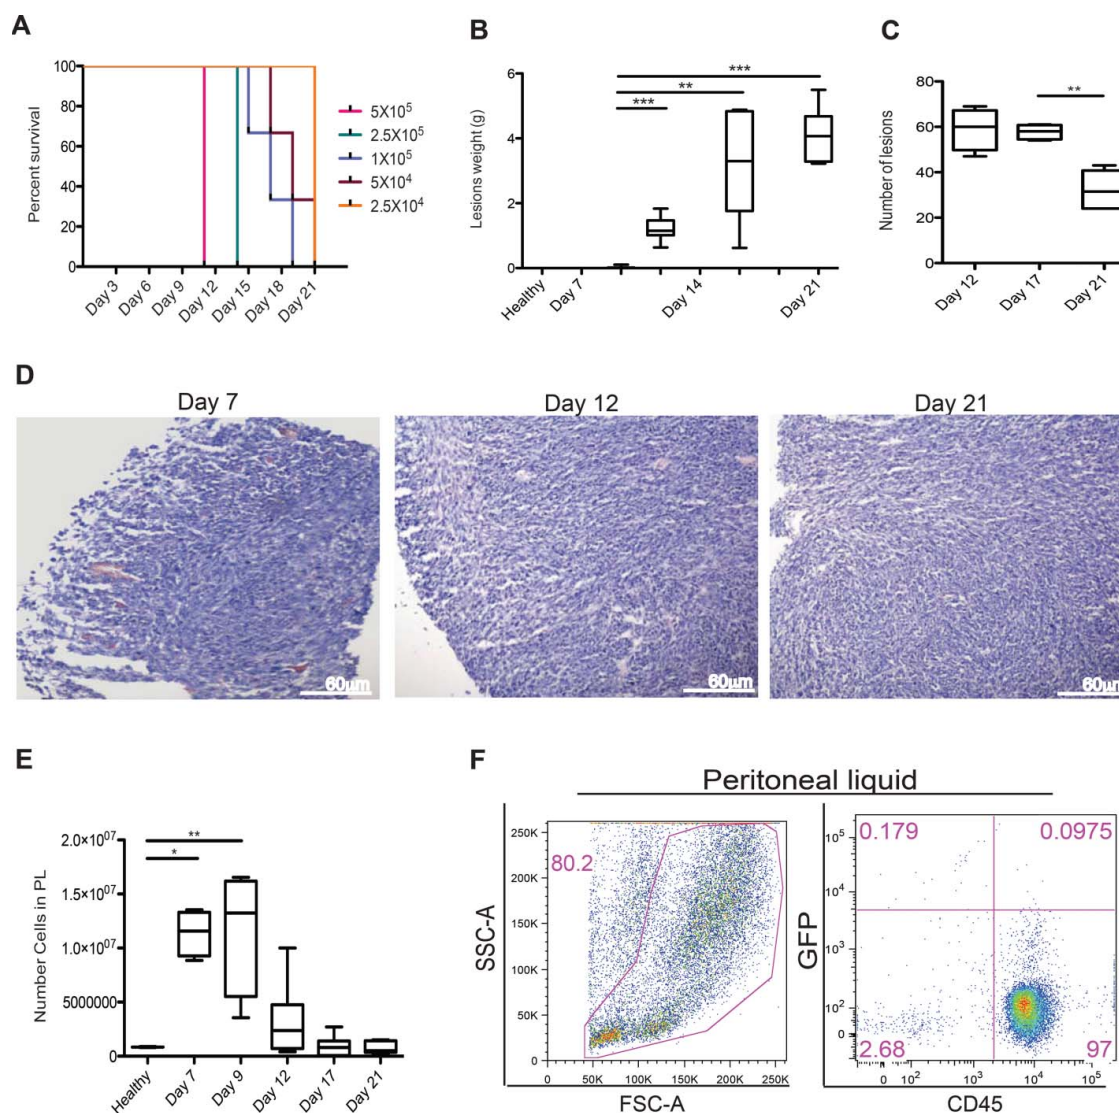 A
Percent survival
100
80
60
40
20
0
Day 3
Day 6
Day 9
Day 12
Day 15
Day 18
Day 21
5X10⁵
2.5X10⁵
1X10⁵
5X10⁴
2.5X10⁴
B
Lesions weight (g)
6
4
2
0
***
**
***
Healthy
Day 7
Day 14
Day 21
C
Number of lesions
80
60
40
20
0
**
Day 12
Day 17
Day 21
D
Day 7
Day 12
Day 21
60µm
60µm
60µm
E
Number Cells in PL
2.0×10⁰⁷
1.5×10⁰⁷
1.0×10⁰⁷
5000000
0
**
*
Healthy
Day 7
Day 9
Day 12
Day 17
Day 21
F
Peritoneal liquid
SSC-A
250K
200K
150K
100K
50K
0
80.2
0
50K
100K
150K
200K
250K
FSC-A
GFP
10⁵
10⁴
10³
10²
0
0.179
0.0975
2.68
97
0
10²
10³
10⁴
10⁵
CD45